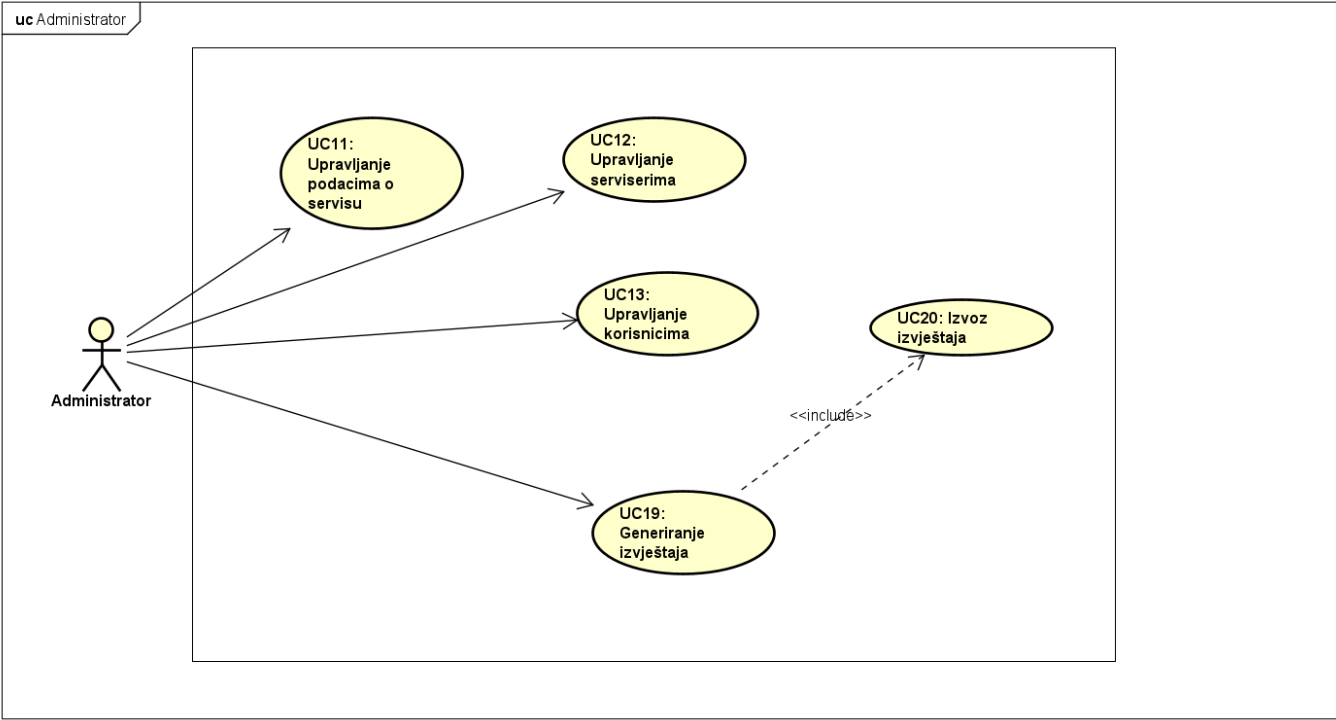 uc Administrator
UC11:
Upravljanje
podacima o
servisu
UC12:
Upravljanje
serviserima
UC13:
Upravljanje
korisnicima
UC20: Izvoz
izvještaja
Administrator
<<include>>
UC19:
Generiranje
izvještaja